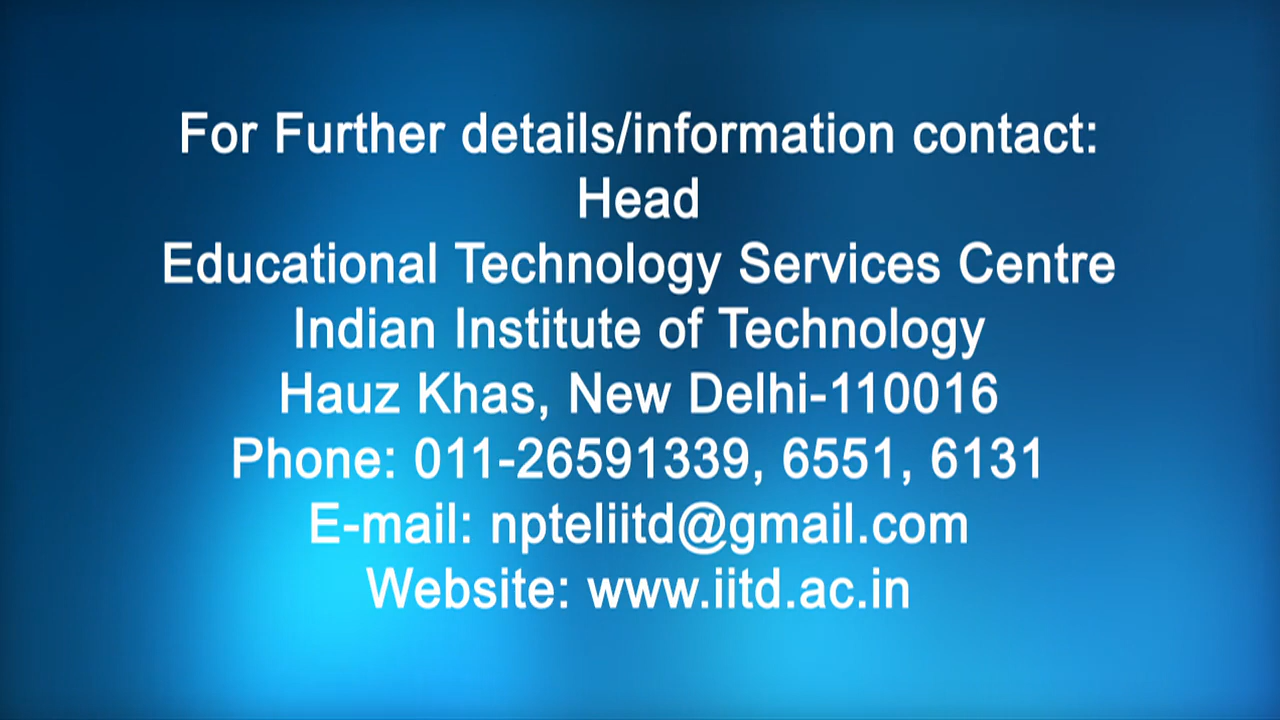 For Further details/information contact:
Head
Educational Technology Services Centre
Indian Institute of Technology
Hauz Khas, New Delhi-110016
Phone: 011-26591339, 6551, 6131
E-mail: npteliitd@gmail.com
Website: www.iitd.ac.in